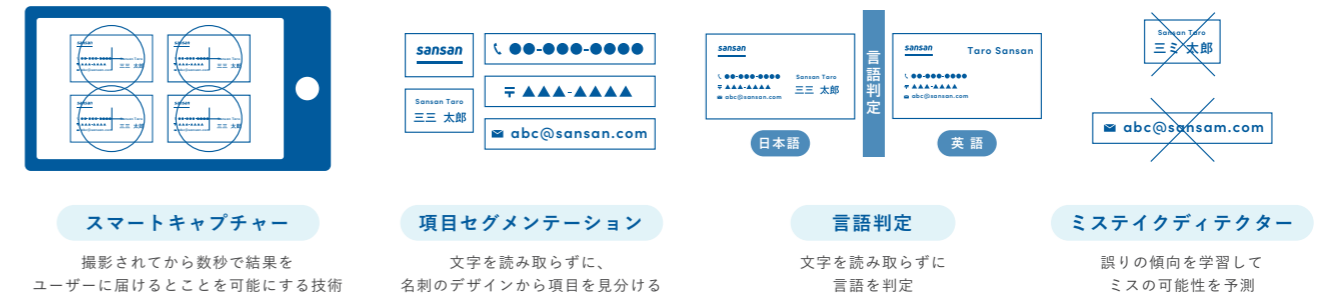 sansan
Sansan Taro
三三 太郎
●●-●●●-●●●●
〒 ▲▲▲-▲▲▲▲
abc@sansan.com
sansan
●●-●●●-●●●●
〒 ▲▲▲-▲▲▲▲
abc@sansan.com
Sansan Taro
三三 太郎
日本語
言語判定
sansan
Taro Sansan
●●-●●●-●●●●
〒 ▲▲▲-▲▲▲▲
abc@sansan.com
英語
Sansan Taro
三ミ 太郎
abc@sansam.com
スマートキャプチャー
撮影されてから数秒で結果を
ユーザーに届けるとことを可能にする技術
項目セグメンテーション
文字を読み取らずに、
名刺のデザインから項目を見分ける
言語判定
文字を読み取らずに
言語を判定
ミステイクディテクター
誤りの傾向を学習して
ミスの可能性を予測